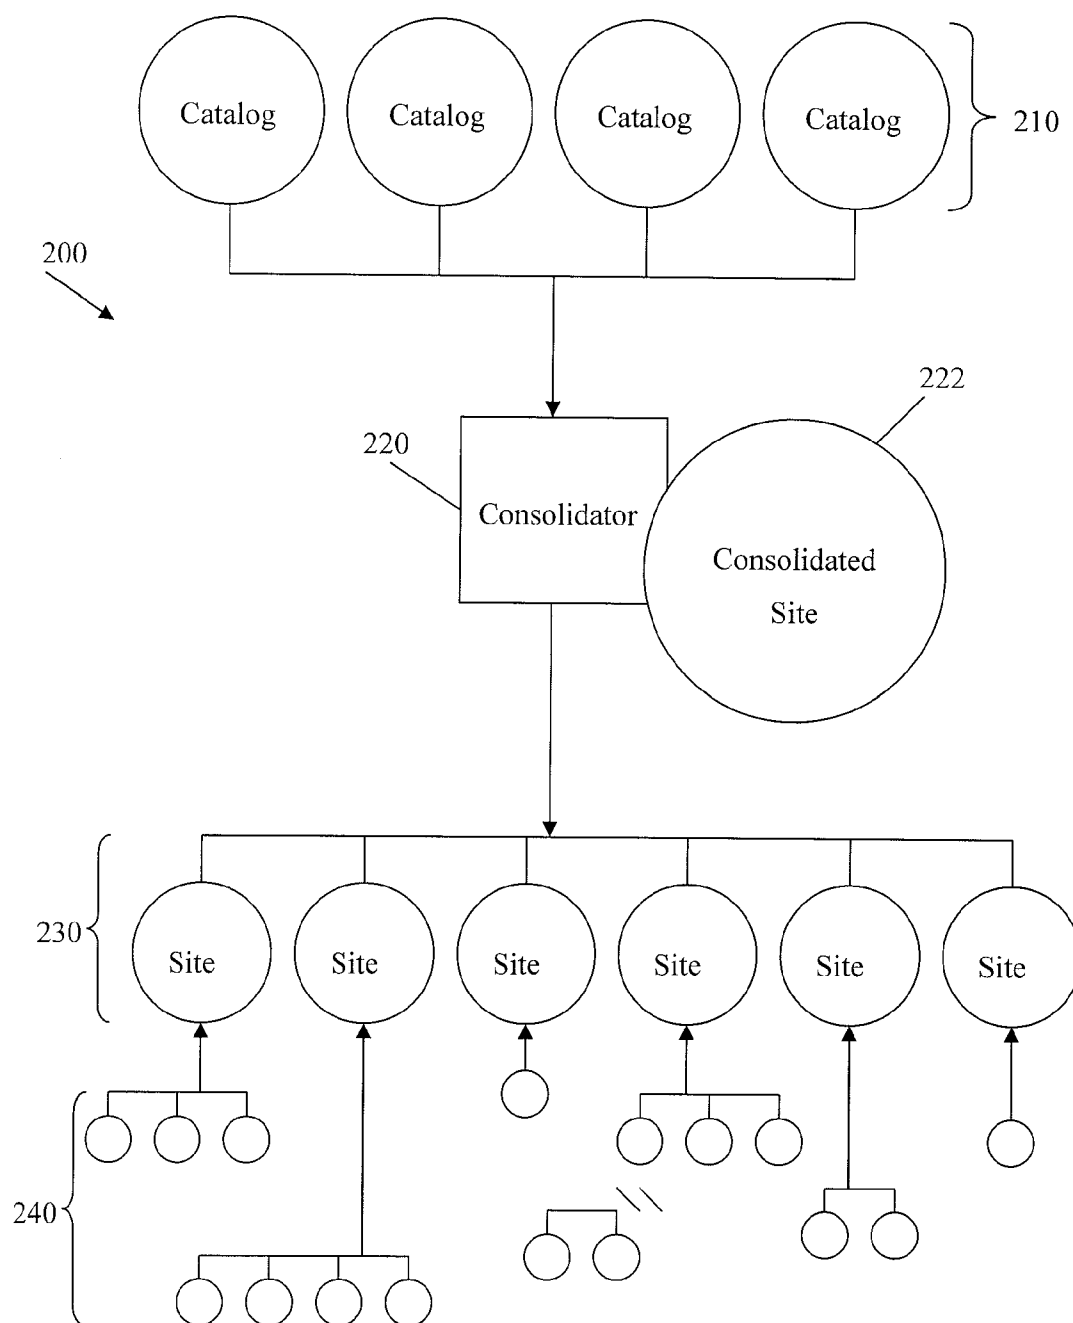 Catalog
Catalog
Catalog
Catalog
210
200
222
220
Consolidator
Consolidated
Site
230
Site
Site
Site
Site
Site
Site
240